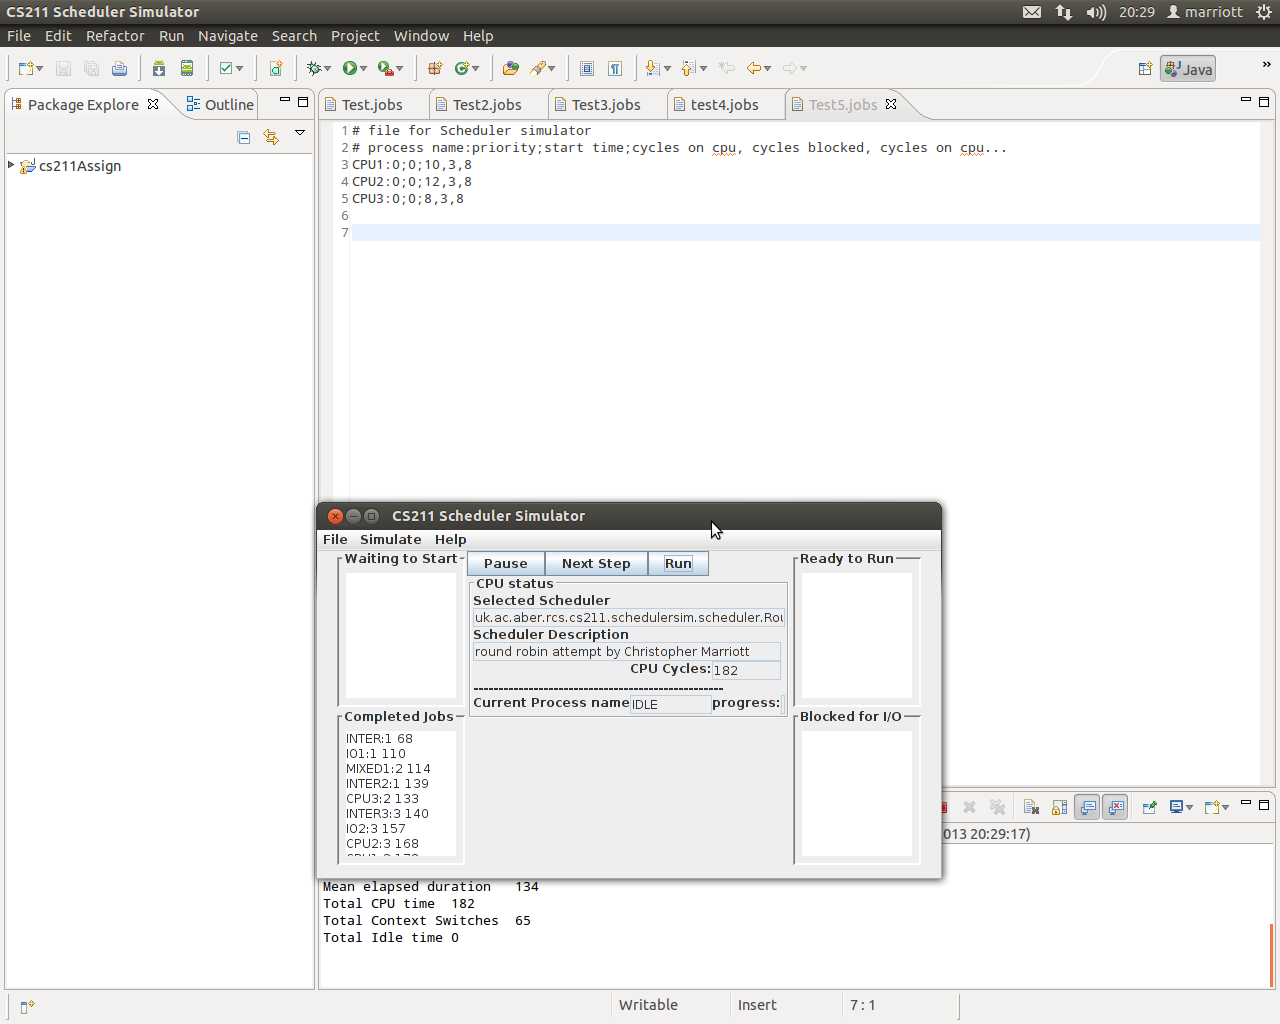 CS211 Scheduler Simulator
20:29 marriott
File Edit Refactor Run Navigate Search Project Window Help
Java
Package Explorer Outline
Test.jobs Test2.jobs Test3.jobs test4.jobs Test5.jobs
cs211Assign
1 # file for Scheduler simulator
2 # process name:priority;start time;cycles on cpu, cycles blocked, cycles on cpu...
3 CPU1:0;0;10,3,8
4 CPU2:0;0;12,3,8
5 CPU3:0;0;8,3,8
6
7
CS211 Scheduler Simulator
File Simulate Help
Waiting to Start
Pause Next Step Run
Ready to Run
CPU status
Selected Scheduler
uk.ac.aber.rcs.cs211.schedulersim.scheduler.Rou
Scheduler Description
round robin attempt by Christopher Marriott
CPU Cycles: 182
--------------------------------------------------
Current Process name IDLE progress:
Completed Jobs
INTER:1 68
IO1:1 110
MIXED1:2 114
INTER2:1 139
CPU3:2 133
INTER3:3 140
IO2:3 157
CPU2:3 168
Blocked for I/O
013 20:29:17)
Mean elapsed duration 134
Total CPU time 182
Total Context Switches 65
Total Idle time 0
Writable Insert 7 : 1